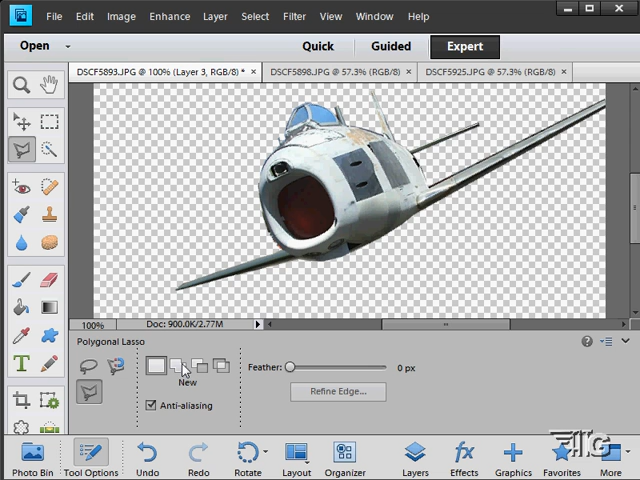 File Edit Image Enhance Layer Select Filter View Window Help
Open Quick Guided Expert
DSCF5893.JPG @ 100% (Layer 3, RGB/8) * × DSCF5898.JPG @ 57.3% (RGB/8) × DSCF5925.JPG @ 57.3% (RGB/8) ×
100% Doc: 900.0K/2.77M
Polygonal Lasso
New
Feather: 0 px
Refine Edge...
Anti-aliasing
Photo Bin Tool Options Undo Redo Rotate Layout Organizer Layers Effects Graphics Favorites More